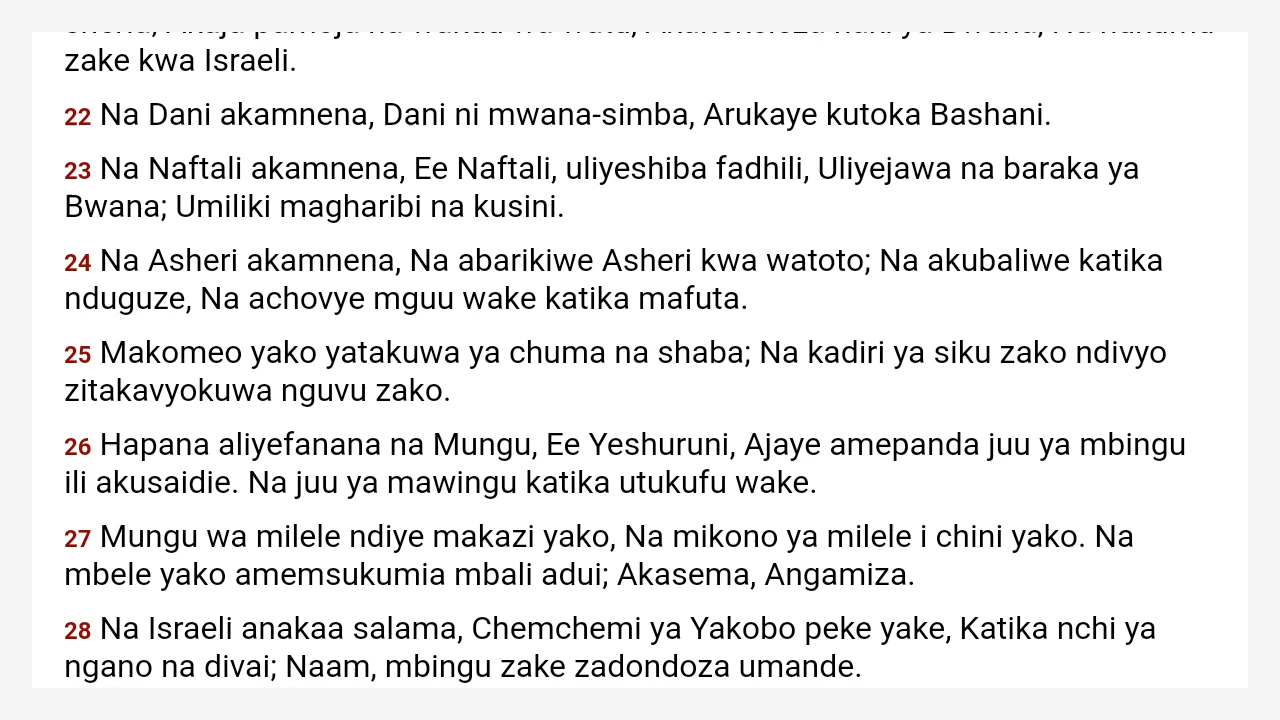 zake kwa Israeli.
22 Na Dani akamnena, Dani ni mwana-simba, Arukaye kutoka Bashani.
23 Na Naftali akamnena, Ee Naftali, uliyeshiba fadhili, Uliyejawa na baraka ya
Bwana; Umiliki magharibi na kusini.
24 Na Asheri akamnena, Na abarikiwe Asheri kwa watoto; Na akubaliwe katika
nduguze, Na achovye mguu wake katika mafuta.
25 Makomeo yako yatakuwa ya chuma na shaba; Na kadiri ya siku zako ndivyo
zitakavyokuwa nguvu zako.
26 Hapana aliyefanana na Mungu, Ee Yeshuruni, Ajaye amepanda juu ya mbingu
ili akusaidie. Na juu ya mawingu katika utukufu wake.
27 Mungu wa milele ndiye makazi yako, Na mikono ya milele i chini yako. Na
mbele yako amemsukumia mbali adui; Akasema, Angamiza.
28 Na Israeli anakaa salama, Chemchemi ya Yakobo peke yake, Katika nchi ya
ngano na divai; Naam, mbingu zake zadondoza umande.